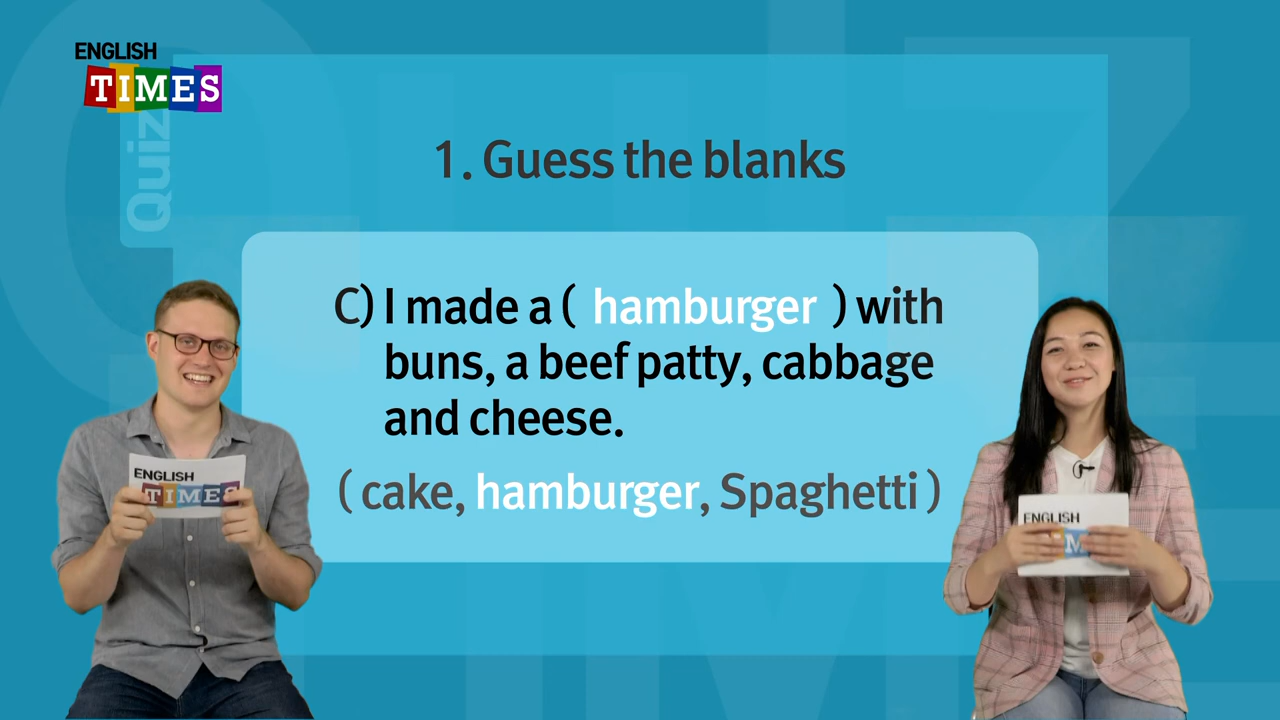 ENGLISH
TIMES
Quiz
1. Guess the blanks
C) I made a ( hamburger ) with
buns, a beef patty, cabbage
and cheese.
( cake, hamburger, Spaghetti )
ENGLISH
TIMES
ENGLISH
M